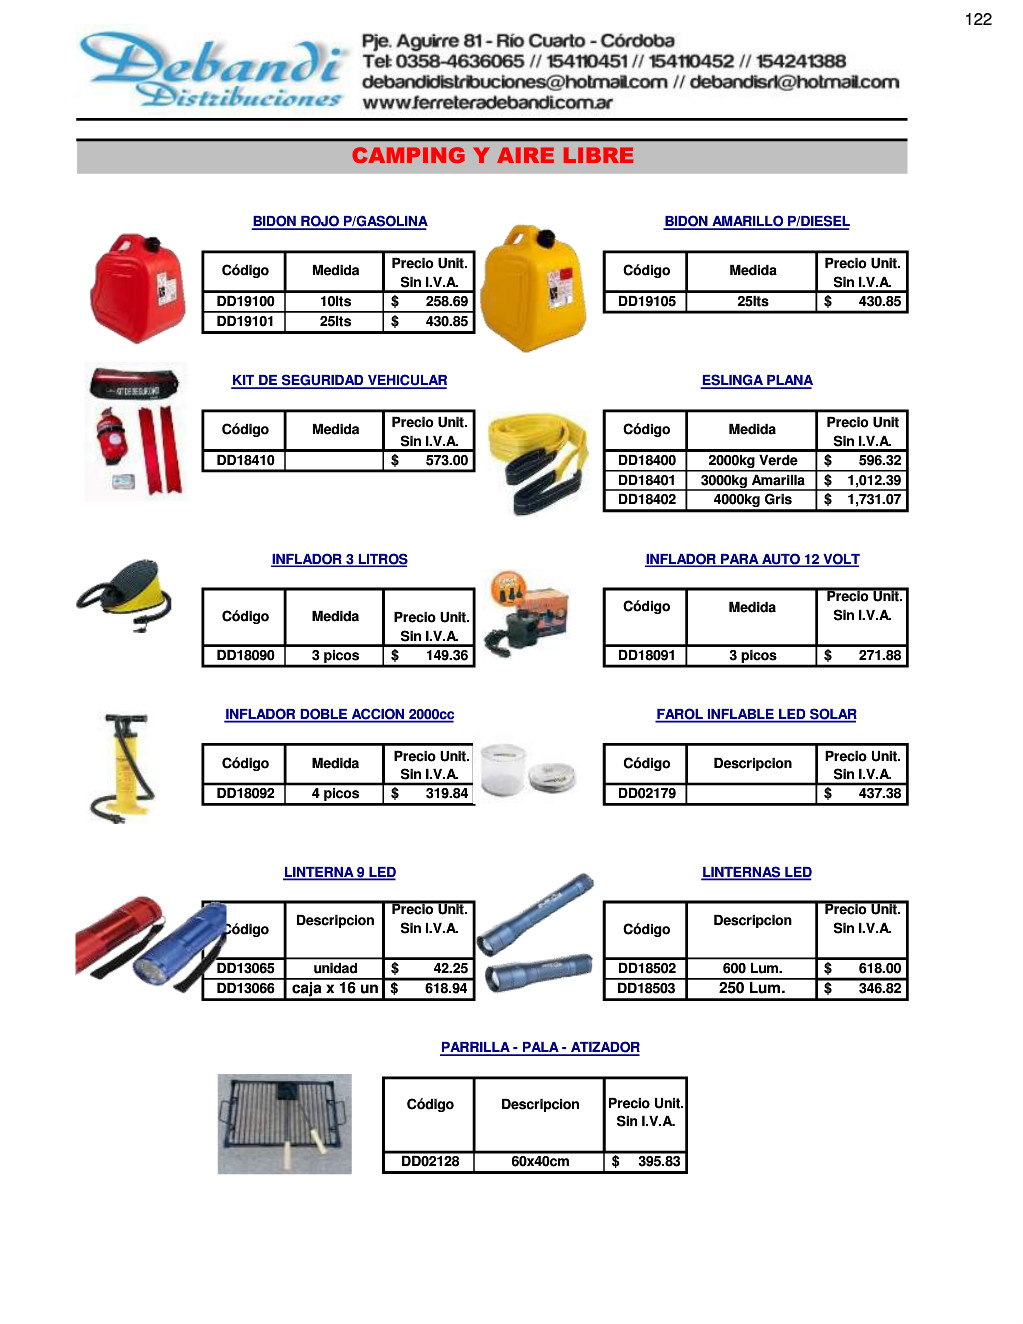 122
Debandi
Distribuciones
Pje. Aguirre 81 - Río Cuarto - Córdoba
Tel: 0358-4636065 // 154110451 // 154110452 // 154241388
debandidistribuciones@hotmail.com // debandisrl@hotmail.com
www.ferreteradebandi.com.ar
CAMPING Y AIRE LIBRE
BIDON ROJO P/GASOLINA
Código Medida Precio Unit. Sin I.V.A.
DD19100 10lts $ 258.69
DD19101 25lts $ 430.85
BIDON AMARILLO P/DIESEL
Código Medida Precio Unit. Sin I.V.A.
DD19105 25lts $ 430.85
KIT DE SEGURIDAD VEHICULAR
KIT DE SEGURIDAD
Código Medida Precio Unit. Sin I.V.A.
DD18410 $ 573.00
ESLINGA PLANA
Código Medida Precio Unit Sin I.V.A.
DD18400 2000kg Verde $ 596.32
DD18401 3000kg Amarilla $ 1,012.39
DD18402 4000kg Gris $ 1,731.07
INFLADOR 3 LITROS
Código Medida Precio Unit. Sin I.V.A.
DD18090 3 picos $ 149.36
INFLADOR PARA AUTO 12 VOLT
Código Medida Precio Unit. Sin I.V.A.
DD18091 3 picos $ 271.88
INFLADOR DOBLE ACCION 2000cc
Código Medida Precio Unit. Sin I.V.A.
DD18092 4 picos $ 319.84
FAROL INFLABLE LED SOLAR
Código Descripcion Precio Unit. Sin I.V.A.
DD02179 $ 437.38
LINTERNA 9 LED
Código Descripcion Precio Unit. Sin I.V.A.
DD13065 unidad $ 42.25
DD13066 caja x 16 un $ 618.94
LINTERNAS LED
Código Descripcion Precio Unit. Sin I.V.A.
DD18502 600 Lum. $ 618.00
DD18503 250 Lum. $ 346.82
PARRILLA - PALA - ATIZADOR
Código Descripcion Precio Unit. Sin I.V.A.
DD02128 60x40cm $ 395.83